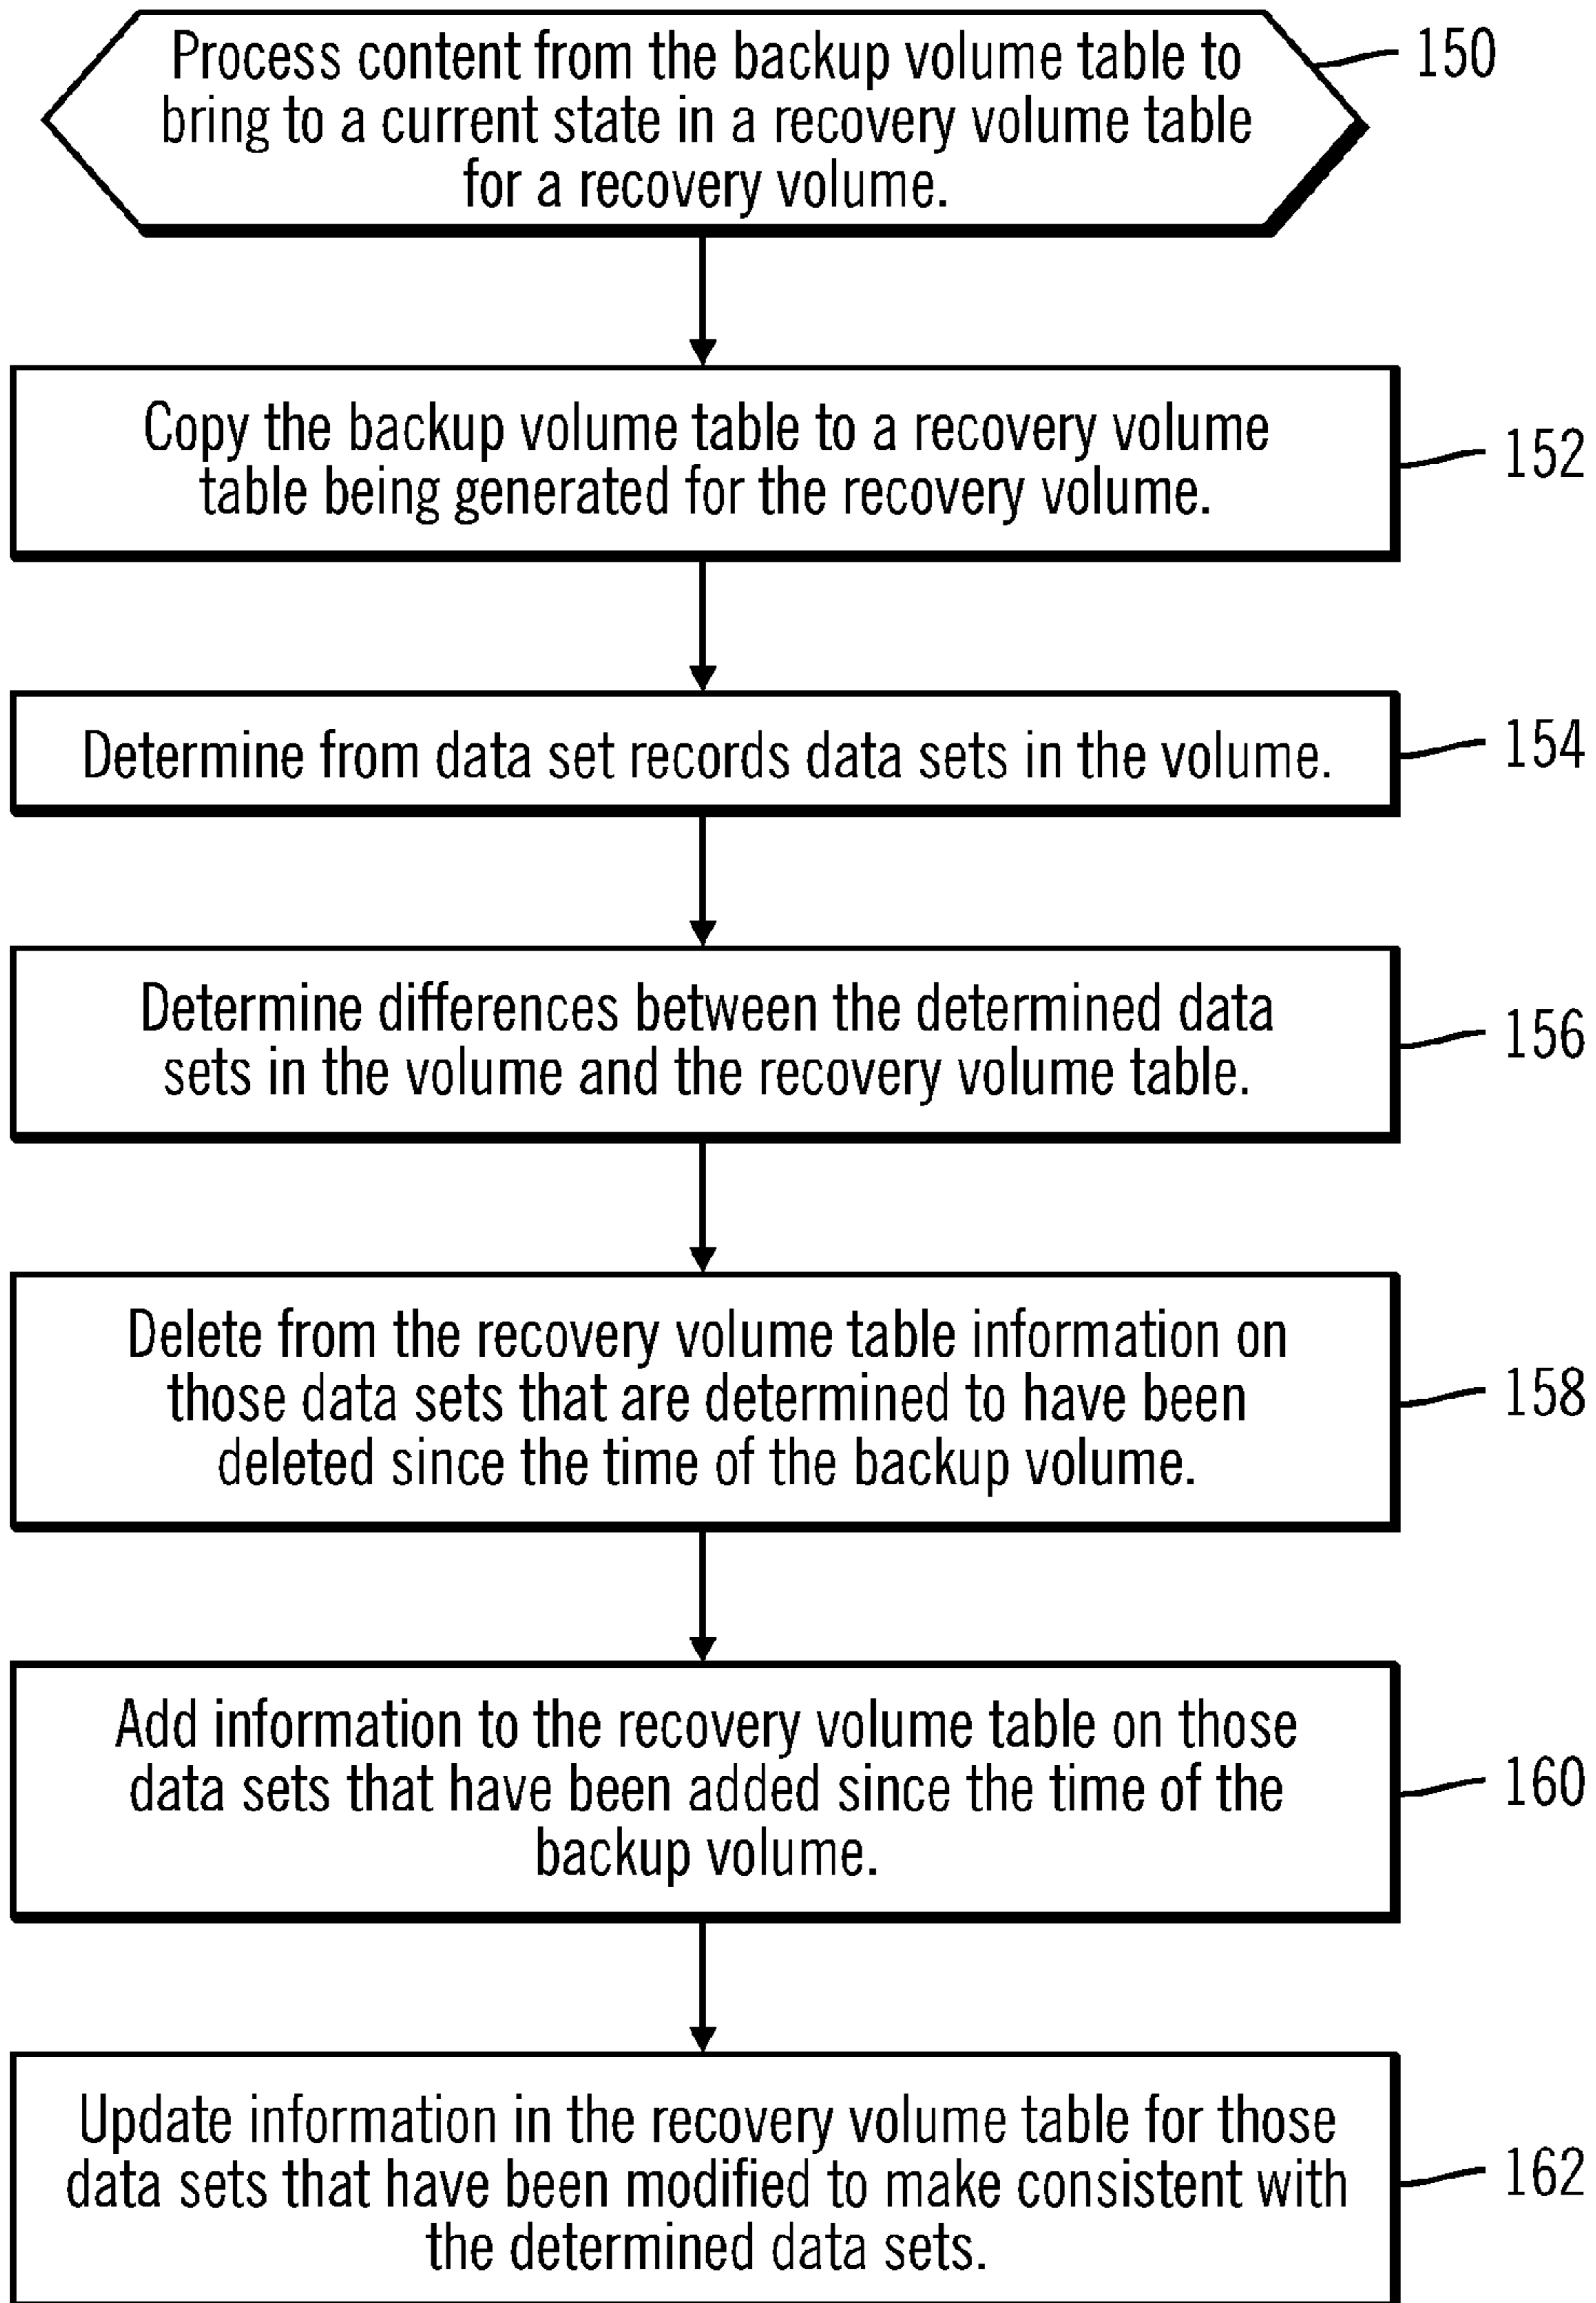 Process content from the backup volume table to
bring to a current state in a recovery volume table
for a recovery volume.
150
Copy the backup volume table to a recovery volume
table being generated for the recovery volume.
152
Determine from data set records data sets in the volume.
154
Determine differences between the determined data
sets in the volume and the recovery volume table.
156
Delete from the recovery volume table information on
those data sets that are determined to have been
deleted since the time of the backup volume.
158
Add information to the recovery volume table on those
data sets that have been added since the time of the
backup volume.
160
Update information in the recovery volume table for those
data sets that have been modified to make consistent with
the determined data sets.
162